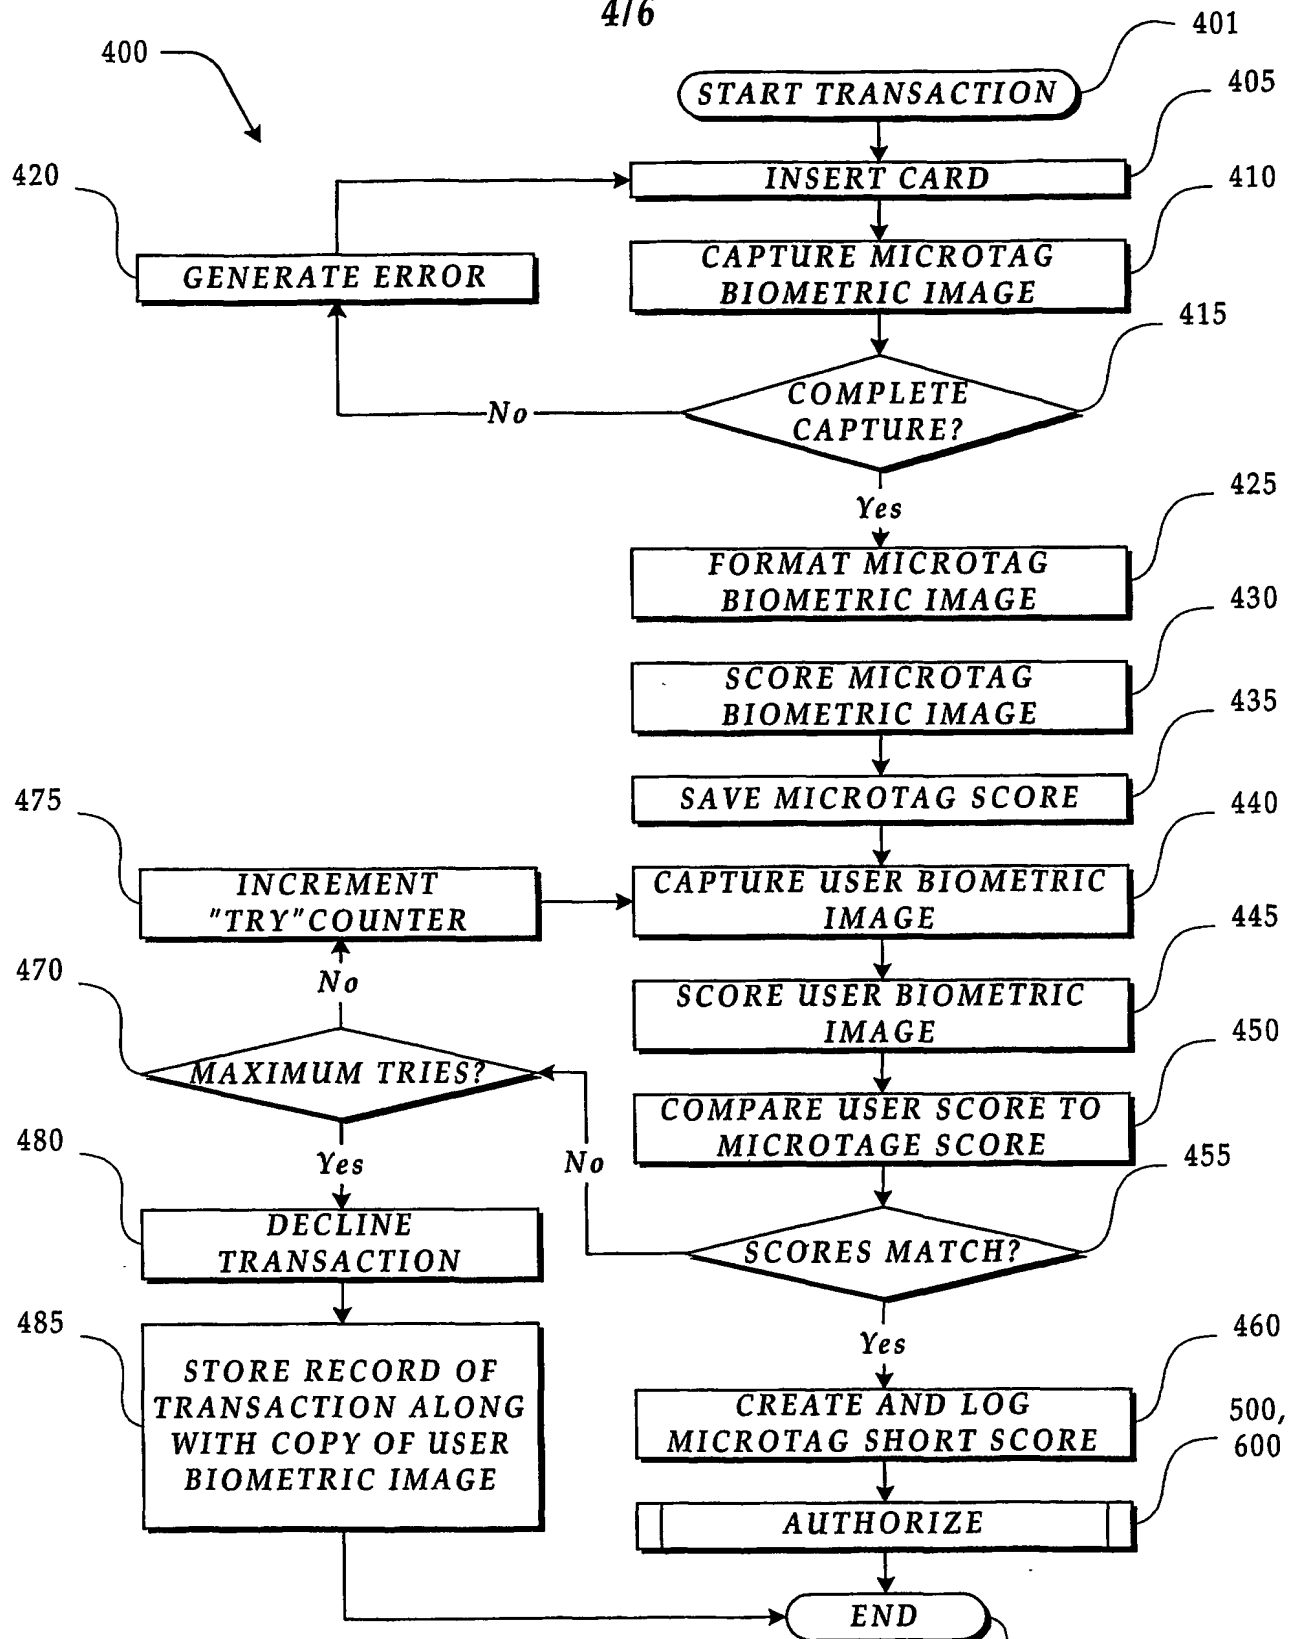 4/6
400
401
START TRANSACTION
405
INSERT CARD
420
410
GENERATE ERROR
CAPTURE MICROTAG
BIOMETRIC IMAGE
415
COMPLETE
CAPTURE?
No
Yes
425
FORMAT MICROTAG
BIOMETRIC IMAGE
430
SCORE MICROTAG
BIOMETRIC IMAGE
435
SAVE MICROTAG SCORE
475
440
INCREMENT
"TRY" COUNTER
CAPTURE USER BIOMETRIC
IMAGE
445
470
No
SCORE USER BIOMETRIC
IMAGE
450
MAXIMUM TRIES?
COMPARE USER SCORE TO
MICROTAGE SCORE
480
Yes
No
455
DECLINE
TRANSACTION
SCORES MATCH?
485
Yes
460
STORE RECORD OF
TRANSACTION ALONG
WITH COPY OF USER
BIOMETRIC IMAGE
CREATE AND LOG
MICROTAG SHORT SCORE
500,
600
AUTHORIZE
END